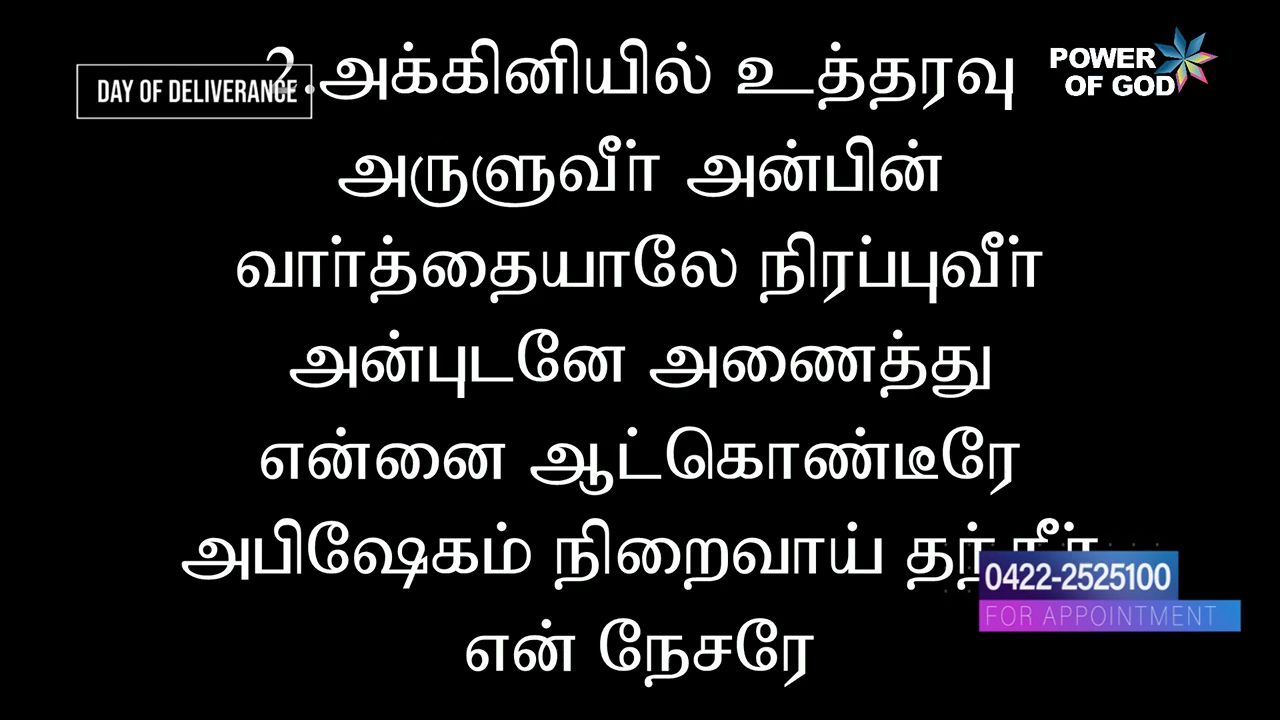 DAY OF DELIVERANCE
2. அக்கினியில் உத்தரவு
POWER
OF GOD
அருளுவீர் அன்பின்
வார்த்தையாலே நிரப்புவீர்
அன்புடனே அணைத்து
என்னை ஆட்கொண்டீரே
அபிஷேகம் நிறைவாய்
0422-2525100
FOR APPOINTMENT
என் நேசரே